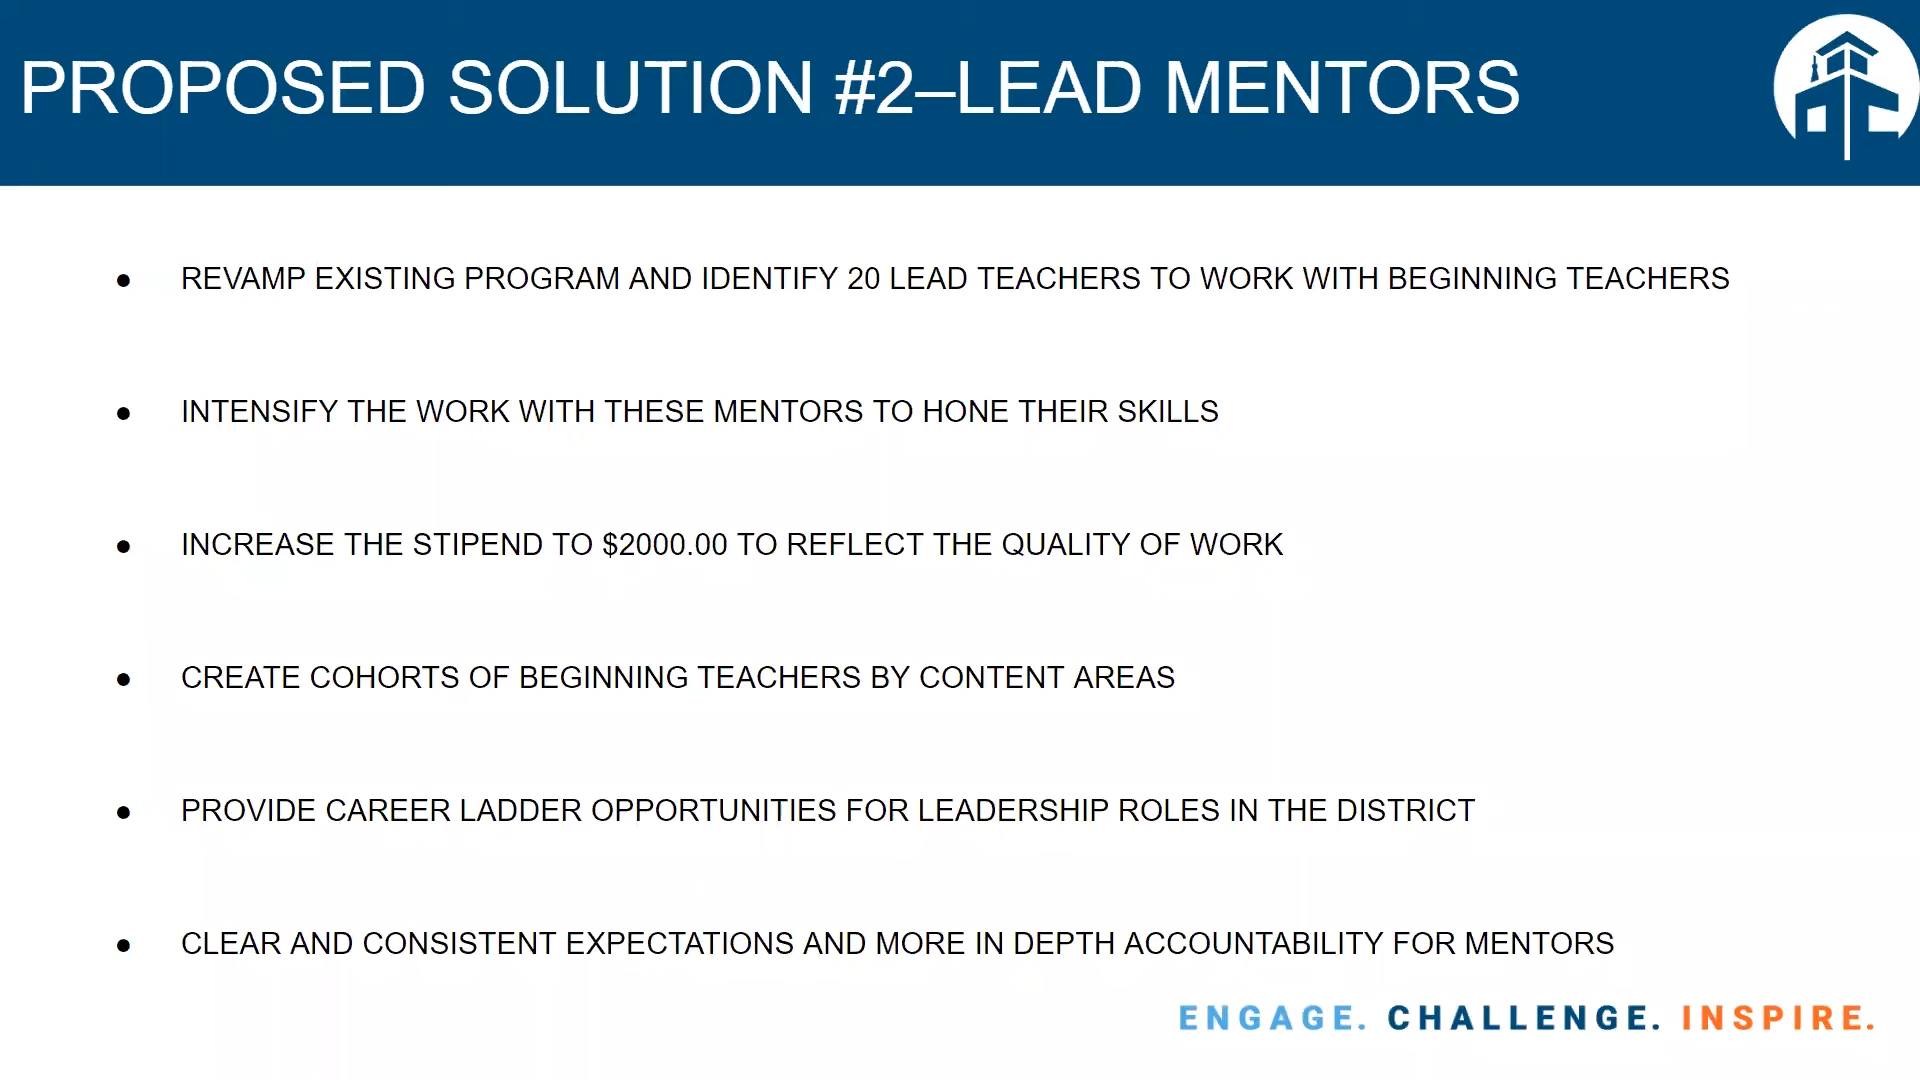 PROPOSED SOLUTION #2–LEAD MENTORS
● REVAMP EXISTING PROGRAM AND IDENTIFY 20 LEAD TEACHERS TO WORK WITH BEGINNING TEACHERS
● INTENSIFY THE WORK WITH THESE MENTORS TO HONE THEIR SKILLS
● INCREASE THE STIPEND TO $2000.00 TO REFLECT THE QUALITY OF WORK
● CREATE COHORTS OF BEGINNING TEACHERS BY CONTENT AREAS
● PROVIDE CAREER LADDER OPPORTUNITIES FOR LEADERSHIP ROLES IN THE DISTRICT
● CLEAR AND CONSISTENT EXPECTATIONS AND MORE IN DEPTH ACCOUNTABILITY FOR MENTORS
ENGAGE. CHALLENGE. INSPIRE.